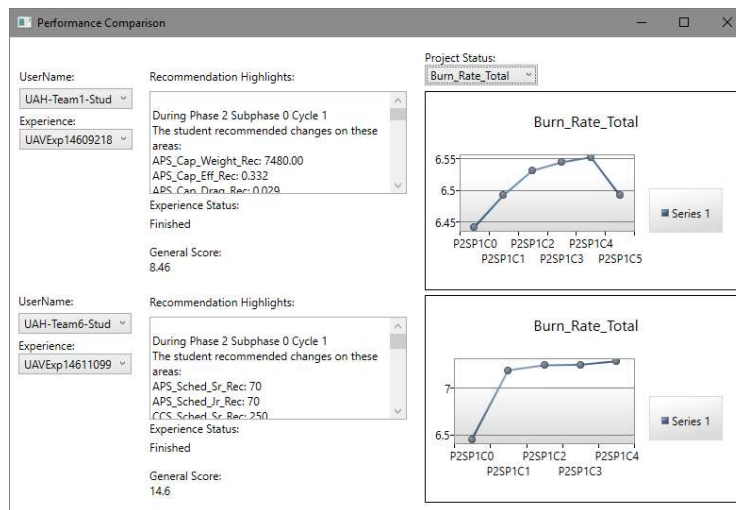 Performance Comparison
UserName:
UAH-Team1-Stud
Experience:
UAVExp14609218
Recommendation Highlights:
During Phase 2 Subphase 0 Cycle 1
The student recommended changes on these
areas:
APS_Cap_Weight_Rec: 7480.00
APS_Cap_Eff_Rec: 0.332
APS_Cap_Drag_Rec: 0.029
Experience Status:
Finished
General Score:
8.46
Project Status:
Burn_Rate_Total
Burn_Rate_Total
6.55
6.5
6.45
P2SP1C0 P2SP1C2 P2SP1C4
P2SP1C1 P2SP1C3 P2SP1C5
Series 1
UserName:
UAH-Team6-Stud
Experience:
UAVExp14611099
Recommendation Highlights:
During Phase 2 Subphase 0 Cycle 1
The student recommended changes on these
areas:
APS_Sched_Sr_Rec: 70
APS_Sched_Jr_Rec: 70
CCS_Sched_Sr_Rec: 250
Experience Status:
Finished
General Score:
14.6
Burn_Rate_Total
7
6.5
P2SP1C0 P2SP1C2 P2SP1C4
P2SP1C1 P2SP1C3
Series 1